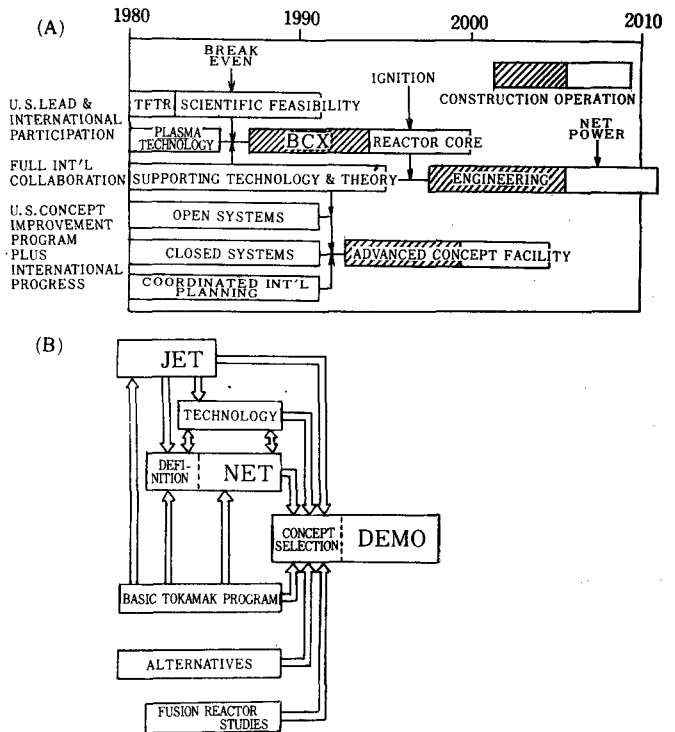 1980 1990 2000 2010
(A)
BREAK
EVEN
IGNITION
CONSTRUCTION OPERATION
NET
POWER
U.S. LEAD &
INTERNATIONAL
PARTICIPATION
TFTR SCIENTIFIC FEASIBILITY
PLASMA
TECHNOLOGY
BCX REACTOR CORE
FULL INT'L
COLLABORATION
SUPPORTING TECHNOLOGY & THEORY
ENGINEERING
U.S. CONCEPT
IMPROVEMENT
PROGRAM
PLUS
INTERNATIONAL
PROGRESS
OPEN SYSTEMS
CLOSED SYSTEMS
ADVANCED CONCEPT FACILITY
COORDINATED INT'L
PLANNING
(B)
JET
TECHNOLOGY
DEFI-
NITION
NET
CONCEPT
SELECTION
DEMO
BASIC TOKAMAK PROGRAM
ALTERNATIVES
FUSION REACTOR
STUDIES